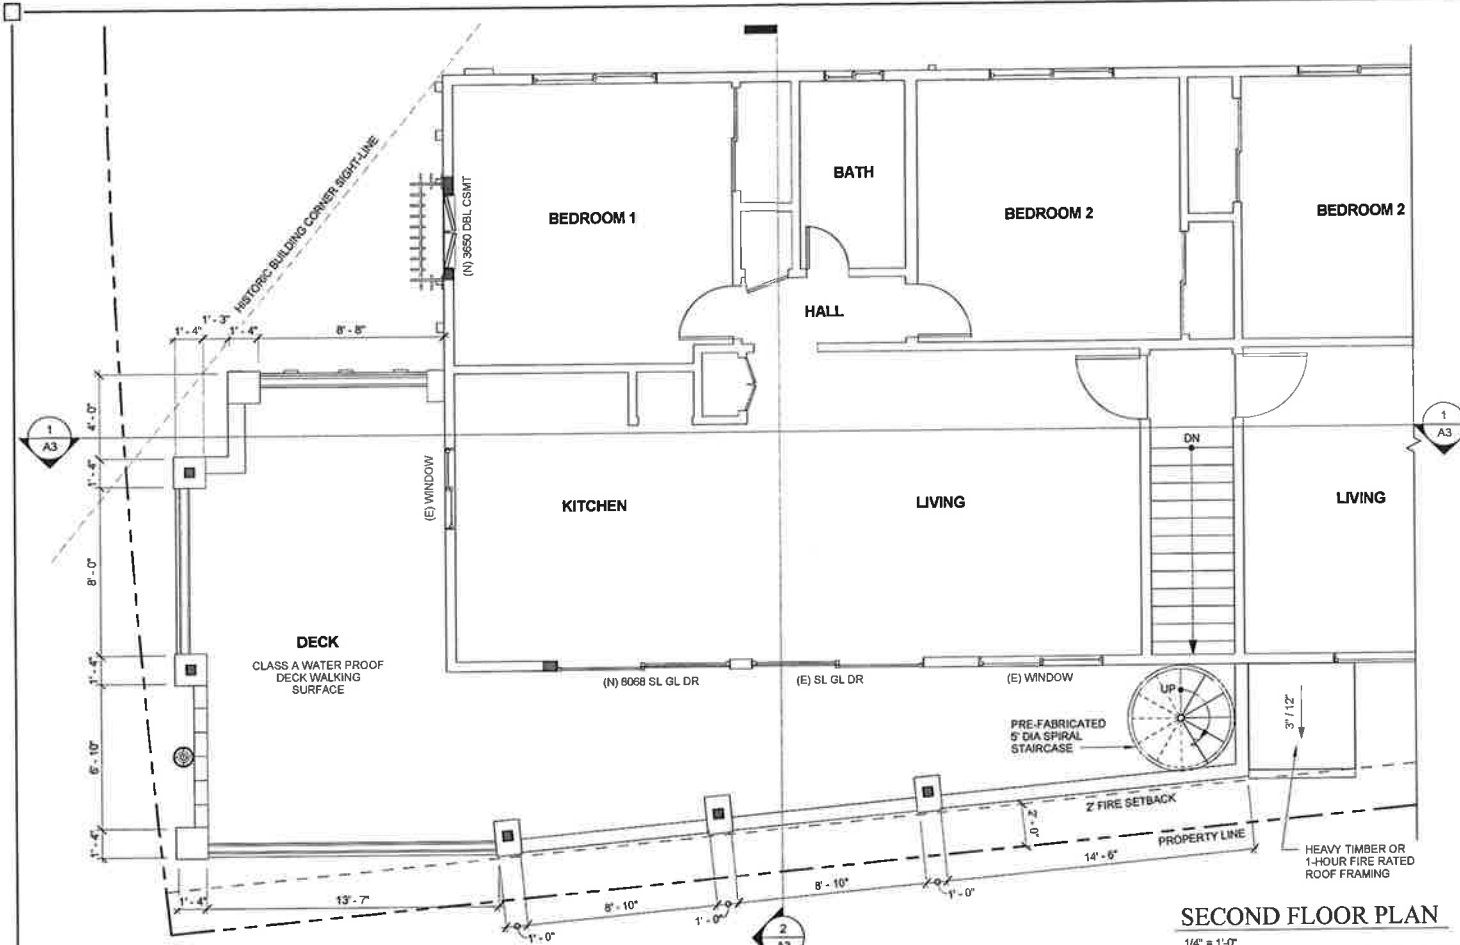 HISTORIC BUILDING CORNER SIGHT-LINE
(N) 3650 DBL CSMT
BEDROOM 1
BATH
BEDROOM 2
BEDROOM 2
HALL
1'- 3"
1'- 4"
1'- 4"
8'- 8"
4'- 0"
1
A3
1
A3
1'- 4"
(E) WINDOW
DN
KITCHEN
LIVING
LIVING
8'- 0"
DECK
CLASS A WATER PROOF
DECK WALKING
SURFACE
1'- 4"
(N) 8068 SL GL DR
(E) SL GL DR
(E) WINDOW
UP
PRE-FABRICATED
5' DIA SPIRAL
STAIRCASE
3" / 12"
6'- 10"
2' FIRE SETBACK
2'- 0"
PROPERTY LINE
1'- 4"
HEAVY TIMBER OR
1-HOUR FIRE RATED
ROOF FRAMING
14'- 6"
8'- 10"
1'- 0"
1'- 4"
13'- 7"
8'- 10"
1'- 0"
1'- 0"
2
SECOND FLOOR PLAN
1/4" = 1'-0"